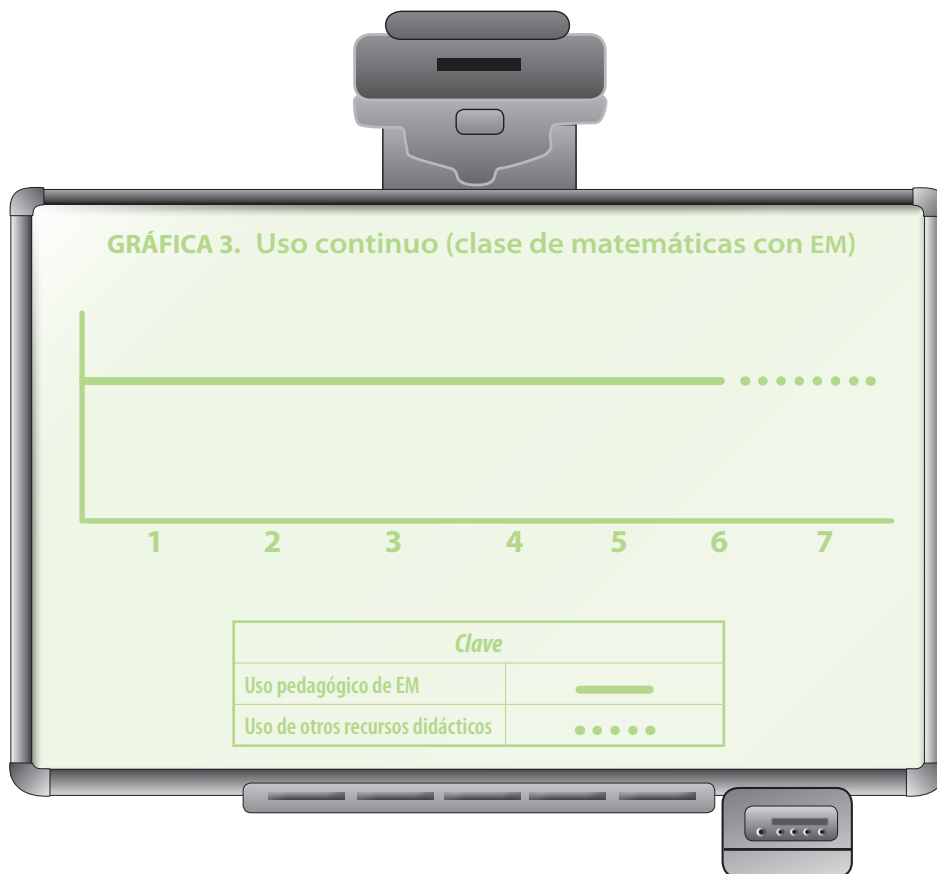 GRÁFICA 3. Uso continuo (clase de matemáticas con EM)
1 2 3 4 5 6 7
Clave
Uso pedagógico de EM
Uso de otros recursos didácticos